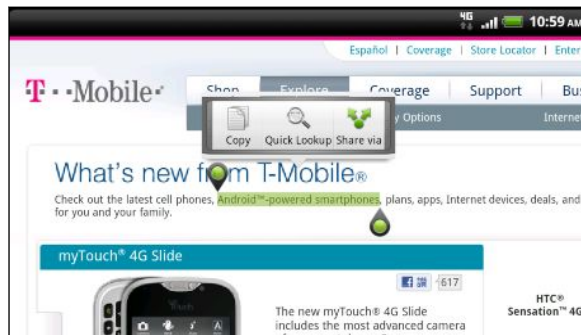 4G 10:59 AM
Español | Coverage | Store Locator | Enter
T··Mobile· Shop Explore Coverage Support Bus
Copy Quick Lookup Share via
y Options Interne
What's new from T-Mobile®
Check out the latest cell phones, Android™-powered smartphones, plans, apps, Internet devices, deals, and
for you and your family.
myTouch® 4G Slide
617
The new myTouch® 4G Slide
includes the most advanced camera
HTC®
Sensation™ 4G